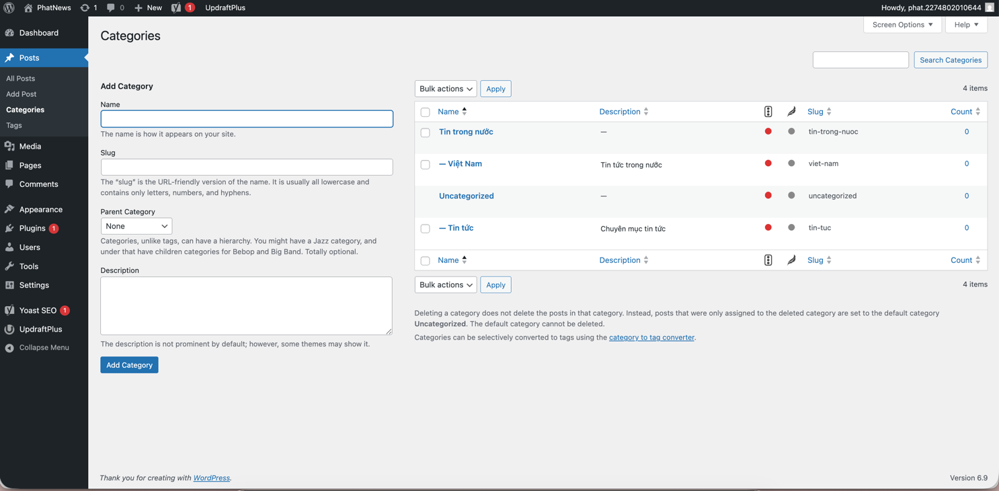 PhatNews 1 0 New 1 UpdraftPlus Howdy, phat.2274802010644
Dashboard
Posts
All Posts
Add Post
Categories
Tags
Media
Pages
Comments
Appearance
Plugins 1
Users
Tools
Settings
Yoast SEO 1
UpdraftPlus
Collapse Menu
Screen Options Help
Categories
Search Categories
Add Category
Name
The name is how it appears on your site.
Slug
The “slug” is the URL-friendly version of the name. It is usually all lowercase and
contains only letters, numbers, and hyphens.
Parent Category
None
Categories, unlike tags, can have a hierarchy. You might have a Jazz category, and
under that have children categories for Bebop and Big Band. Totally optional.
Description
The description is not prominent by default; however, some themes may show it.
Add Category
Bulk actions Apply 4 items
Name Description Slug Count
Tin trong nước — tin-trong-nuoc 0
— Việt Nam Tin tức trong nước viet-nam 0
Uncategorized — uncategorized 0
— Tin tức Chuyên mục tin tức tin-tuc 0
Name Description Slug Count
Bulk actions Apply 4 items
Deleting a category does not delete the posts in that category. Instead, posts that were only assigned to the deleted category are set to the default category
Uncategorized. The default category cannot be deleted.
Categories can be selectively converted to tags using the category to tag converter.
Thank you for creating with WordPress. Version 6.9